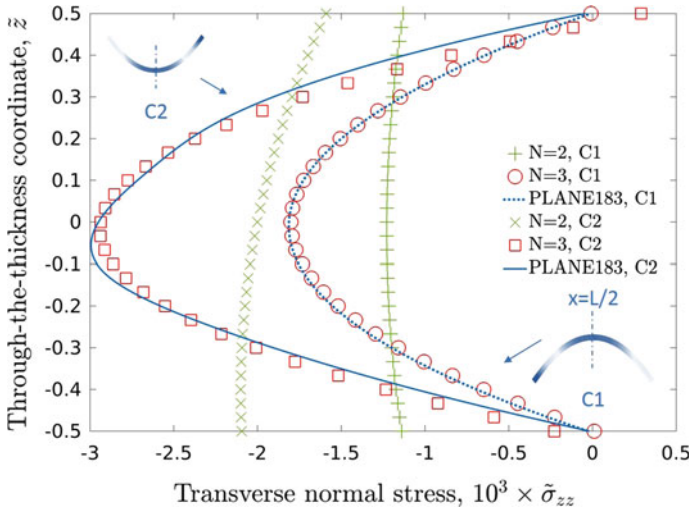 Through-the-thickness coordinate, z̃
0.5
0.4
0.3
0.2
0.1
0
-0.1
-0.2
-0.3
-0.4
-0.5
C2
N=2, C1
N=3, C1
PLANE183, C1
N=2, C2
N=3, C2
PLANE183, C2
x=L/2
C1
-3
-2.5
-2
-1.5
-1
-0.5
0
0.5
Transverse normal stress, 10³ × σ̃zz